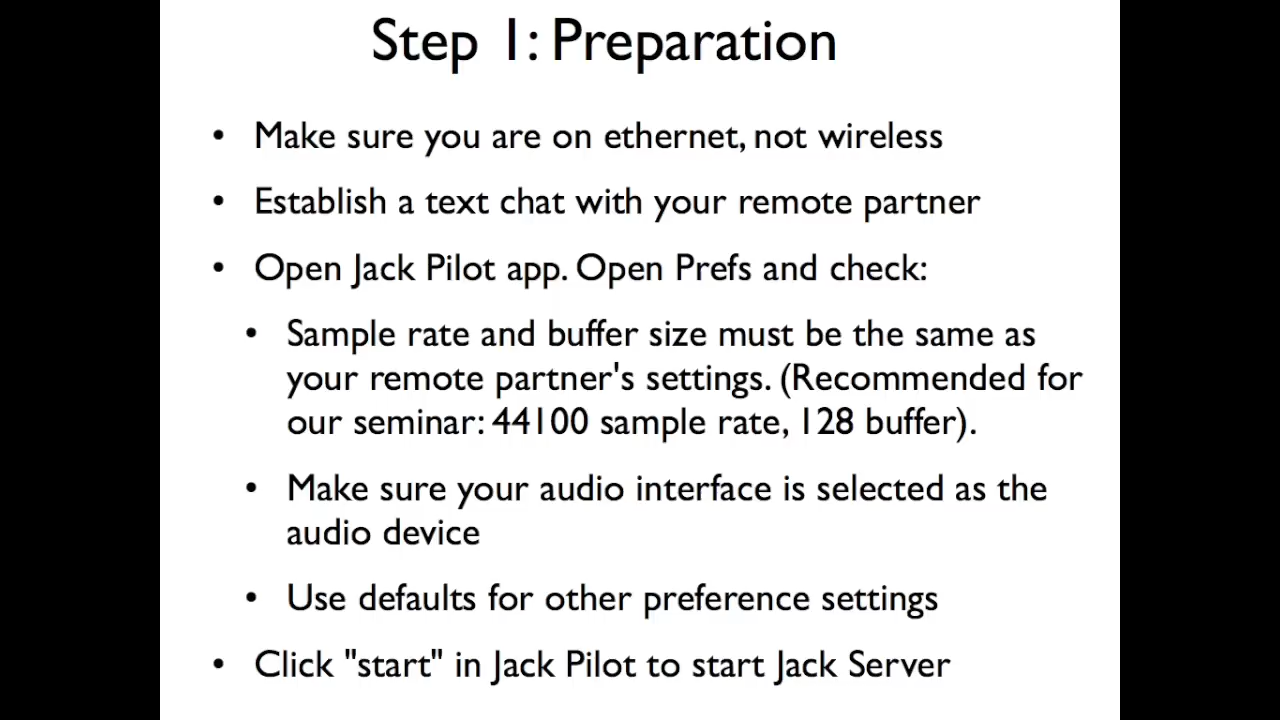 Step 1: Preparation
• Make sure you are on ethernet, not wireless
• Establish a text chat with your remote partner
• Open Jack Pilot app. Open Prefs and check:
• Sample rate and buffer size must be the same as
your remote partner's settings. (Recommended for
our seminar: 44100 sample rate, 128 buffer).
• Make sure your audio interface is selected as the
audio device
• Use defaults for other preference settings
• Click "start" in Jack Pilot to start Jack Server